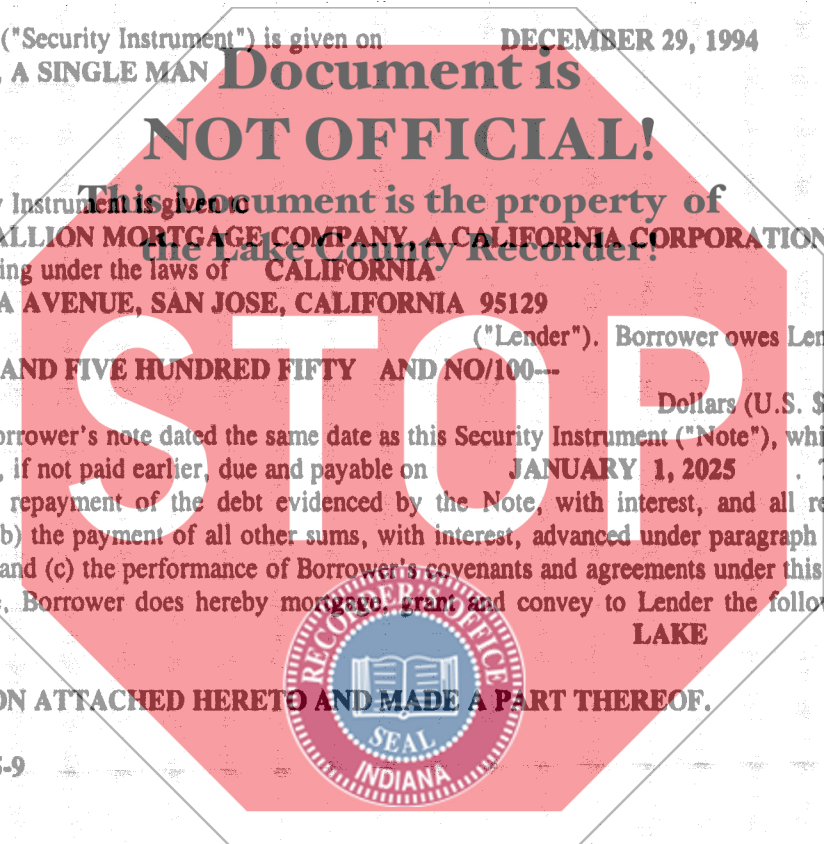 ("Security Instrument") is given on DECEMBER 29, 1994
, A SINGLE MAN
Document is
NOT OFFICIAL!
This Document is the property of
the Lake County Recorder!
y Instrument is given to
ALLION MORTGAGE COMPANY, A CALIFORNIA CORPORATION
ing under the laws of CALIFORNIA
A AVENUE, SAN JOSE, CALIFORNIA 95129
("Lender"). Borrower owes Len
AND FIVE HUNDRED FIFTY AND NO/100---
Dollars (U.S. $
orrower's note dated the same date as this Security Instrument ("Note"), whi
, if not paid earlier, due and payable on JANUARY 1, 2025 .
repayment of the debt evidenced by the Note, with interest, and all re
b) the payment of all other sums, with interest, advanced under paragraph
and (c) the performance of Borrower's covenants and agreements under this
, Borrower does hereby mortgage, grant and convey to Lender the follow
LAKE
ON ATTACHED HERETO AND MADE A PART THEREOF.
-9
STOP
RECORDER'S OFFICE
SEAL
INDIANA